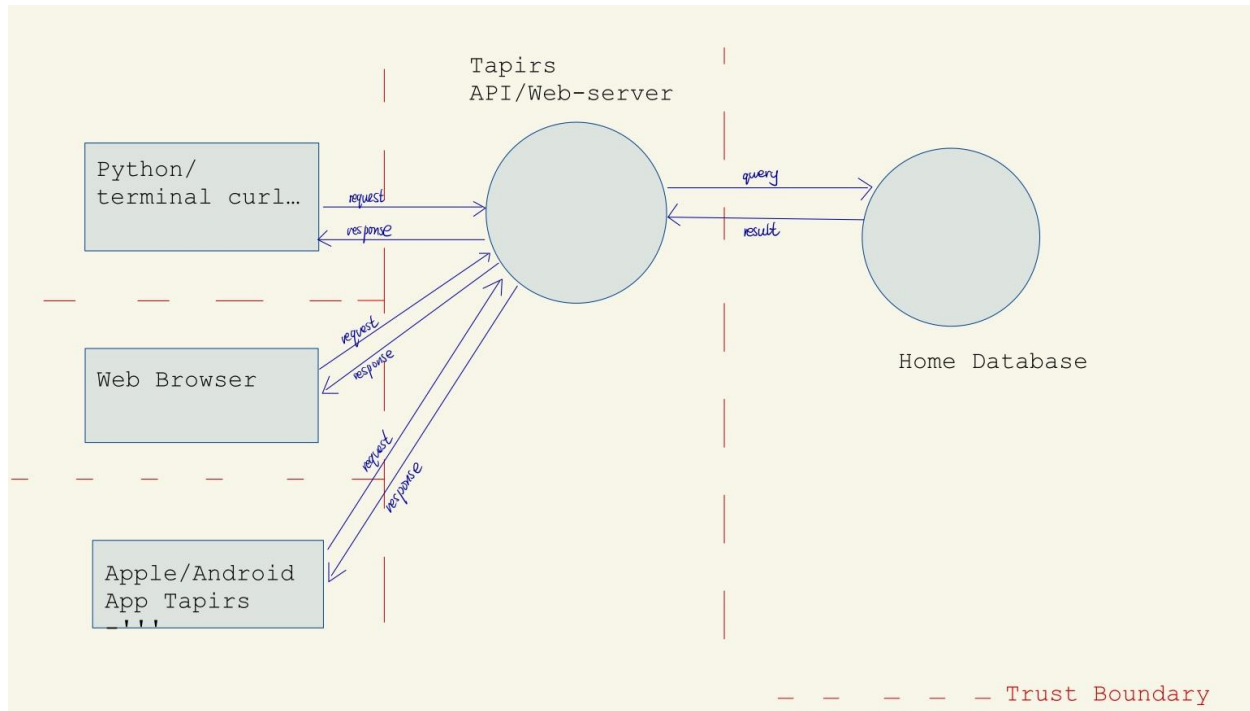 Tapirs
API/Web-server
Python/
terminal curl…
request
response
query
result
Home Database
Web Browser
request
response
request
response
Apple/Android
App Tapirs
Trust Boundary